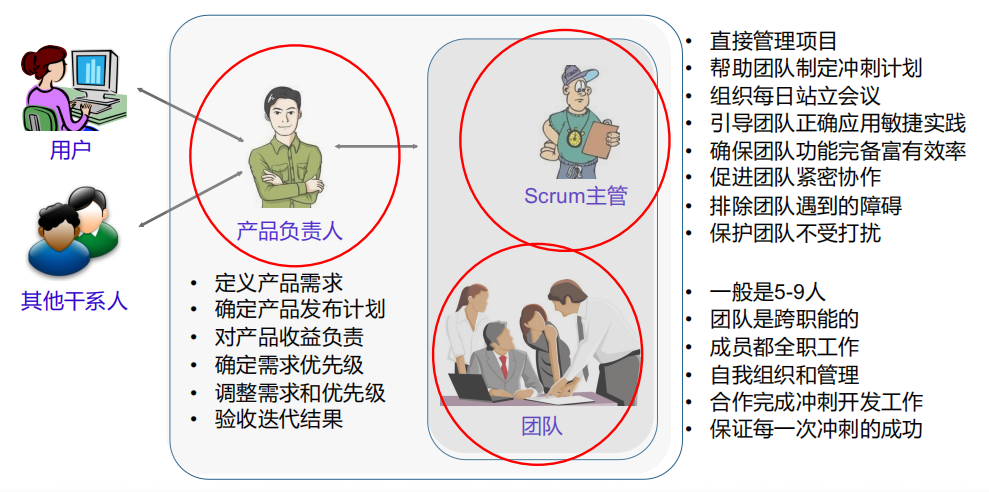 用户
其他干系人
产品负责人
• 定义产品需求
• 确定产品发布计划
• 对产品收益负责
• 确定需求优先级
• 调整需求和优先级
• 验收迭代结果
Scrum主管
• 直接管理项目
• 帮助团队制定冲刺计划
• 组织每日站立会议
• 引导团队正确应用敏捷实践
• 确保团队功能完备富有效率
• 促进团队紧密协作
• 排除团队遇到的障碍
• 保护团队不受打扰
团队
• 一般是5-9人
• 团队是跨职能的
• 成员都全职工作
• 自我组织和管理
• 合作完成冲刺开发工作
• 保证每一次冲刺的成功